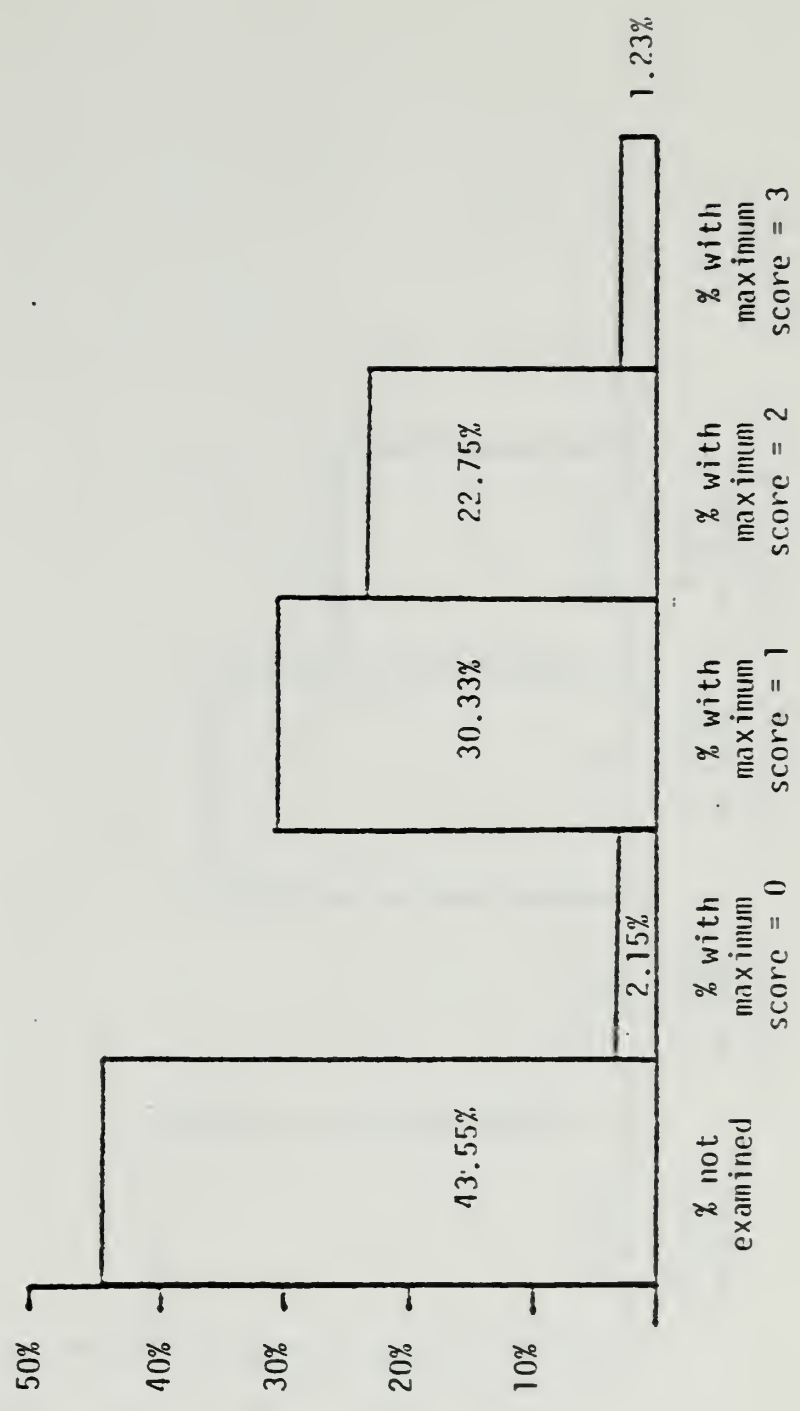 50%
40%
30%
20%
10%
43.55%
2.15%
30.33%
22.75%
1.23%
% not
examined
% with
maximum
score = 0
% with
maximum
score = 1
% with
maximum
score = 2
% with
maximum
score = 3